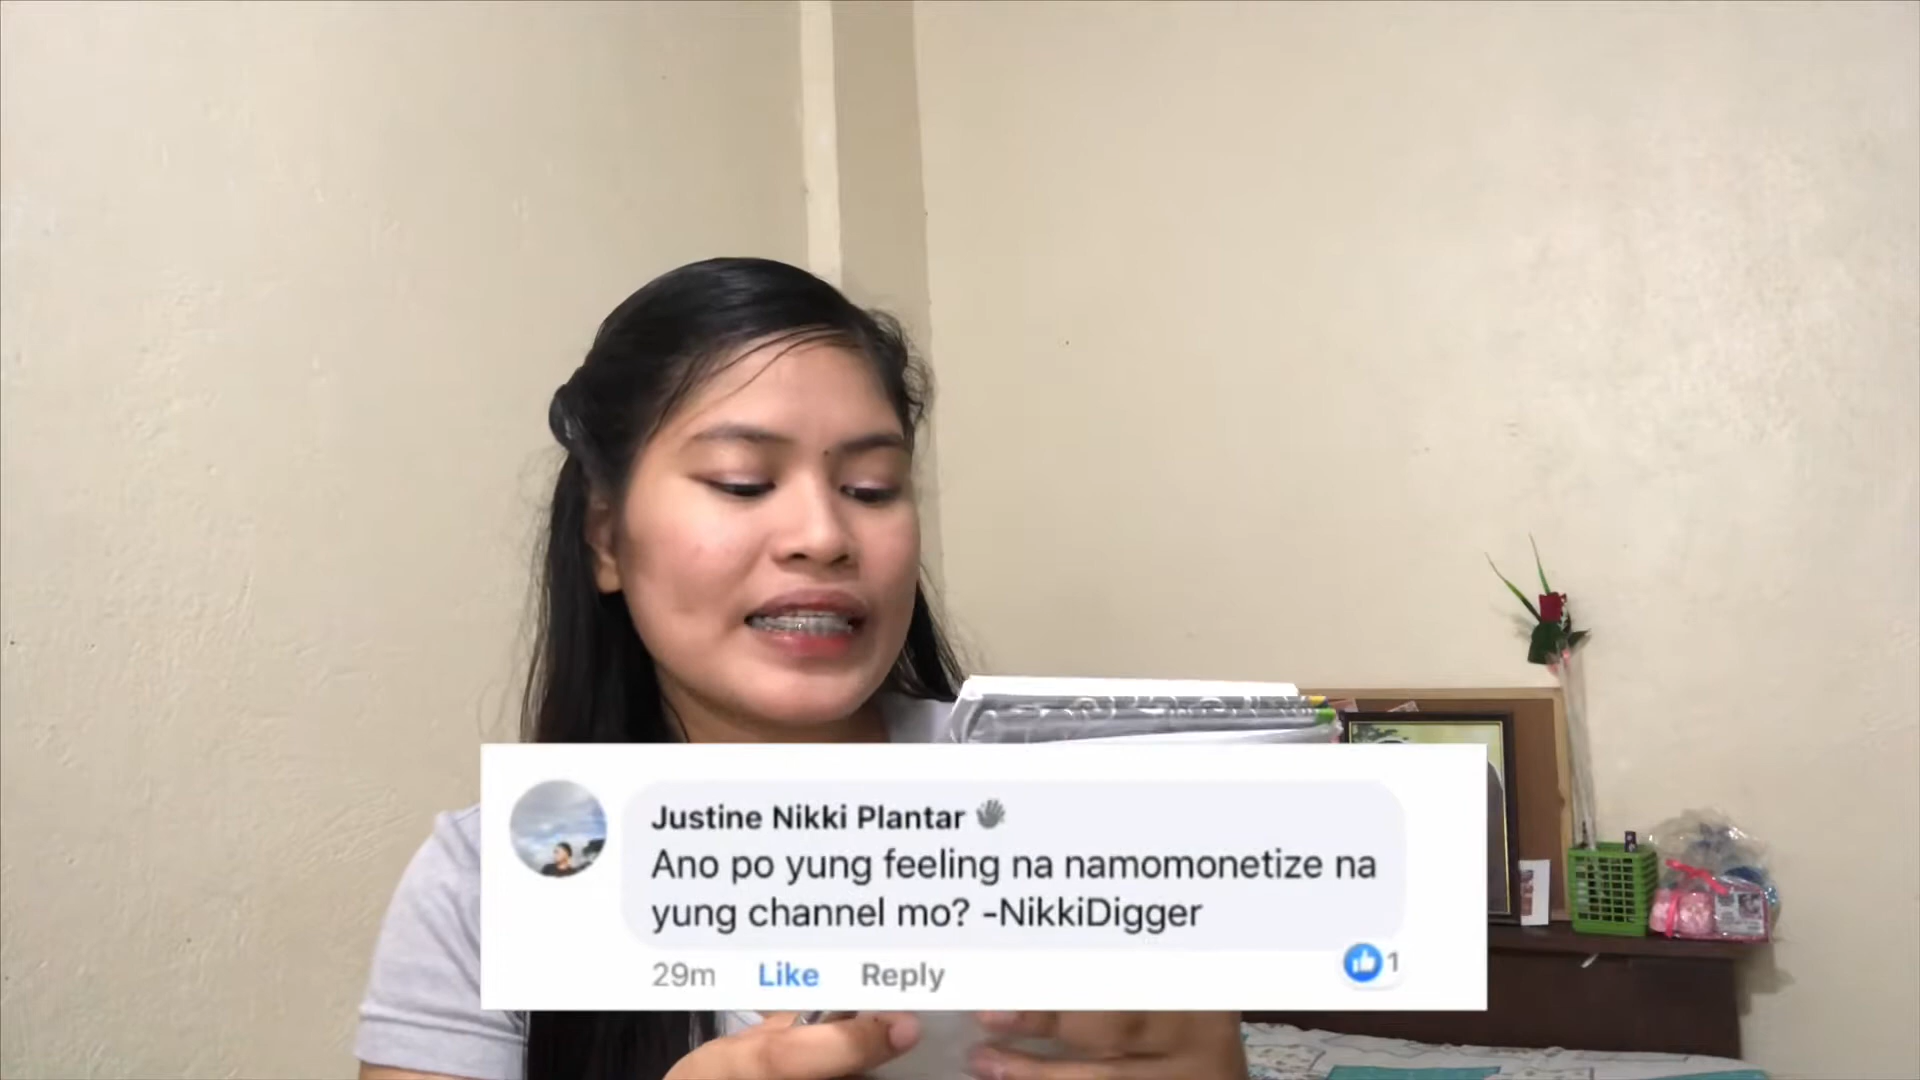 Justine Nikki Plantar
Ano po yung feeling na namomonetize na
yung channel mo? -NikkiDigger
29m Like Reply 1